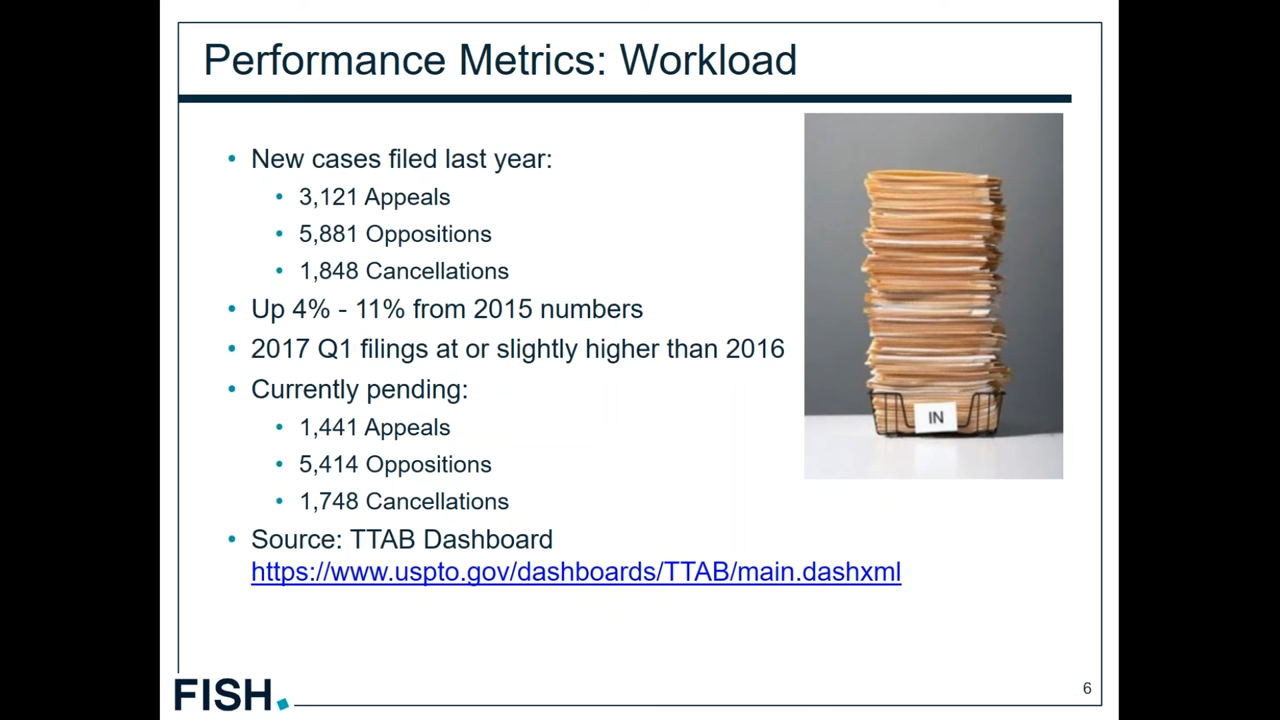 Performance Metrics: Workload
• New cases filed last year:
• 3,121 Appeals
• 5,881 Oppositions
• 1,848 Cancellations
• Up 4% - 11% from 2015 numbers
• 2017 Q1 filings at or slightly higher than 2016
• Currently pending:
• 1,441 Appeals
• 5,414 Oppositions
• 1,748 Cancellations
• Source: TTAB Dashboard
https://www.uspto.gov/dashboards/TTAB/main.dashxml
IN
FISH.
6